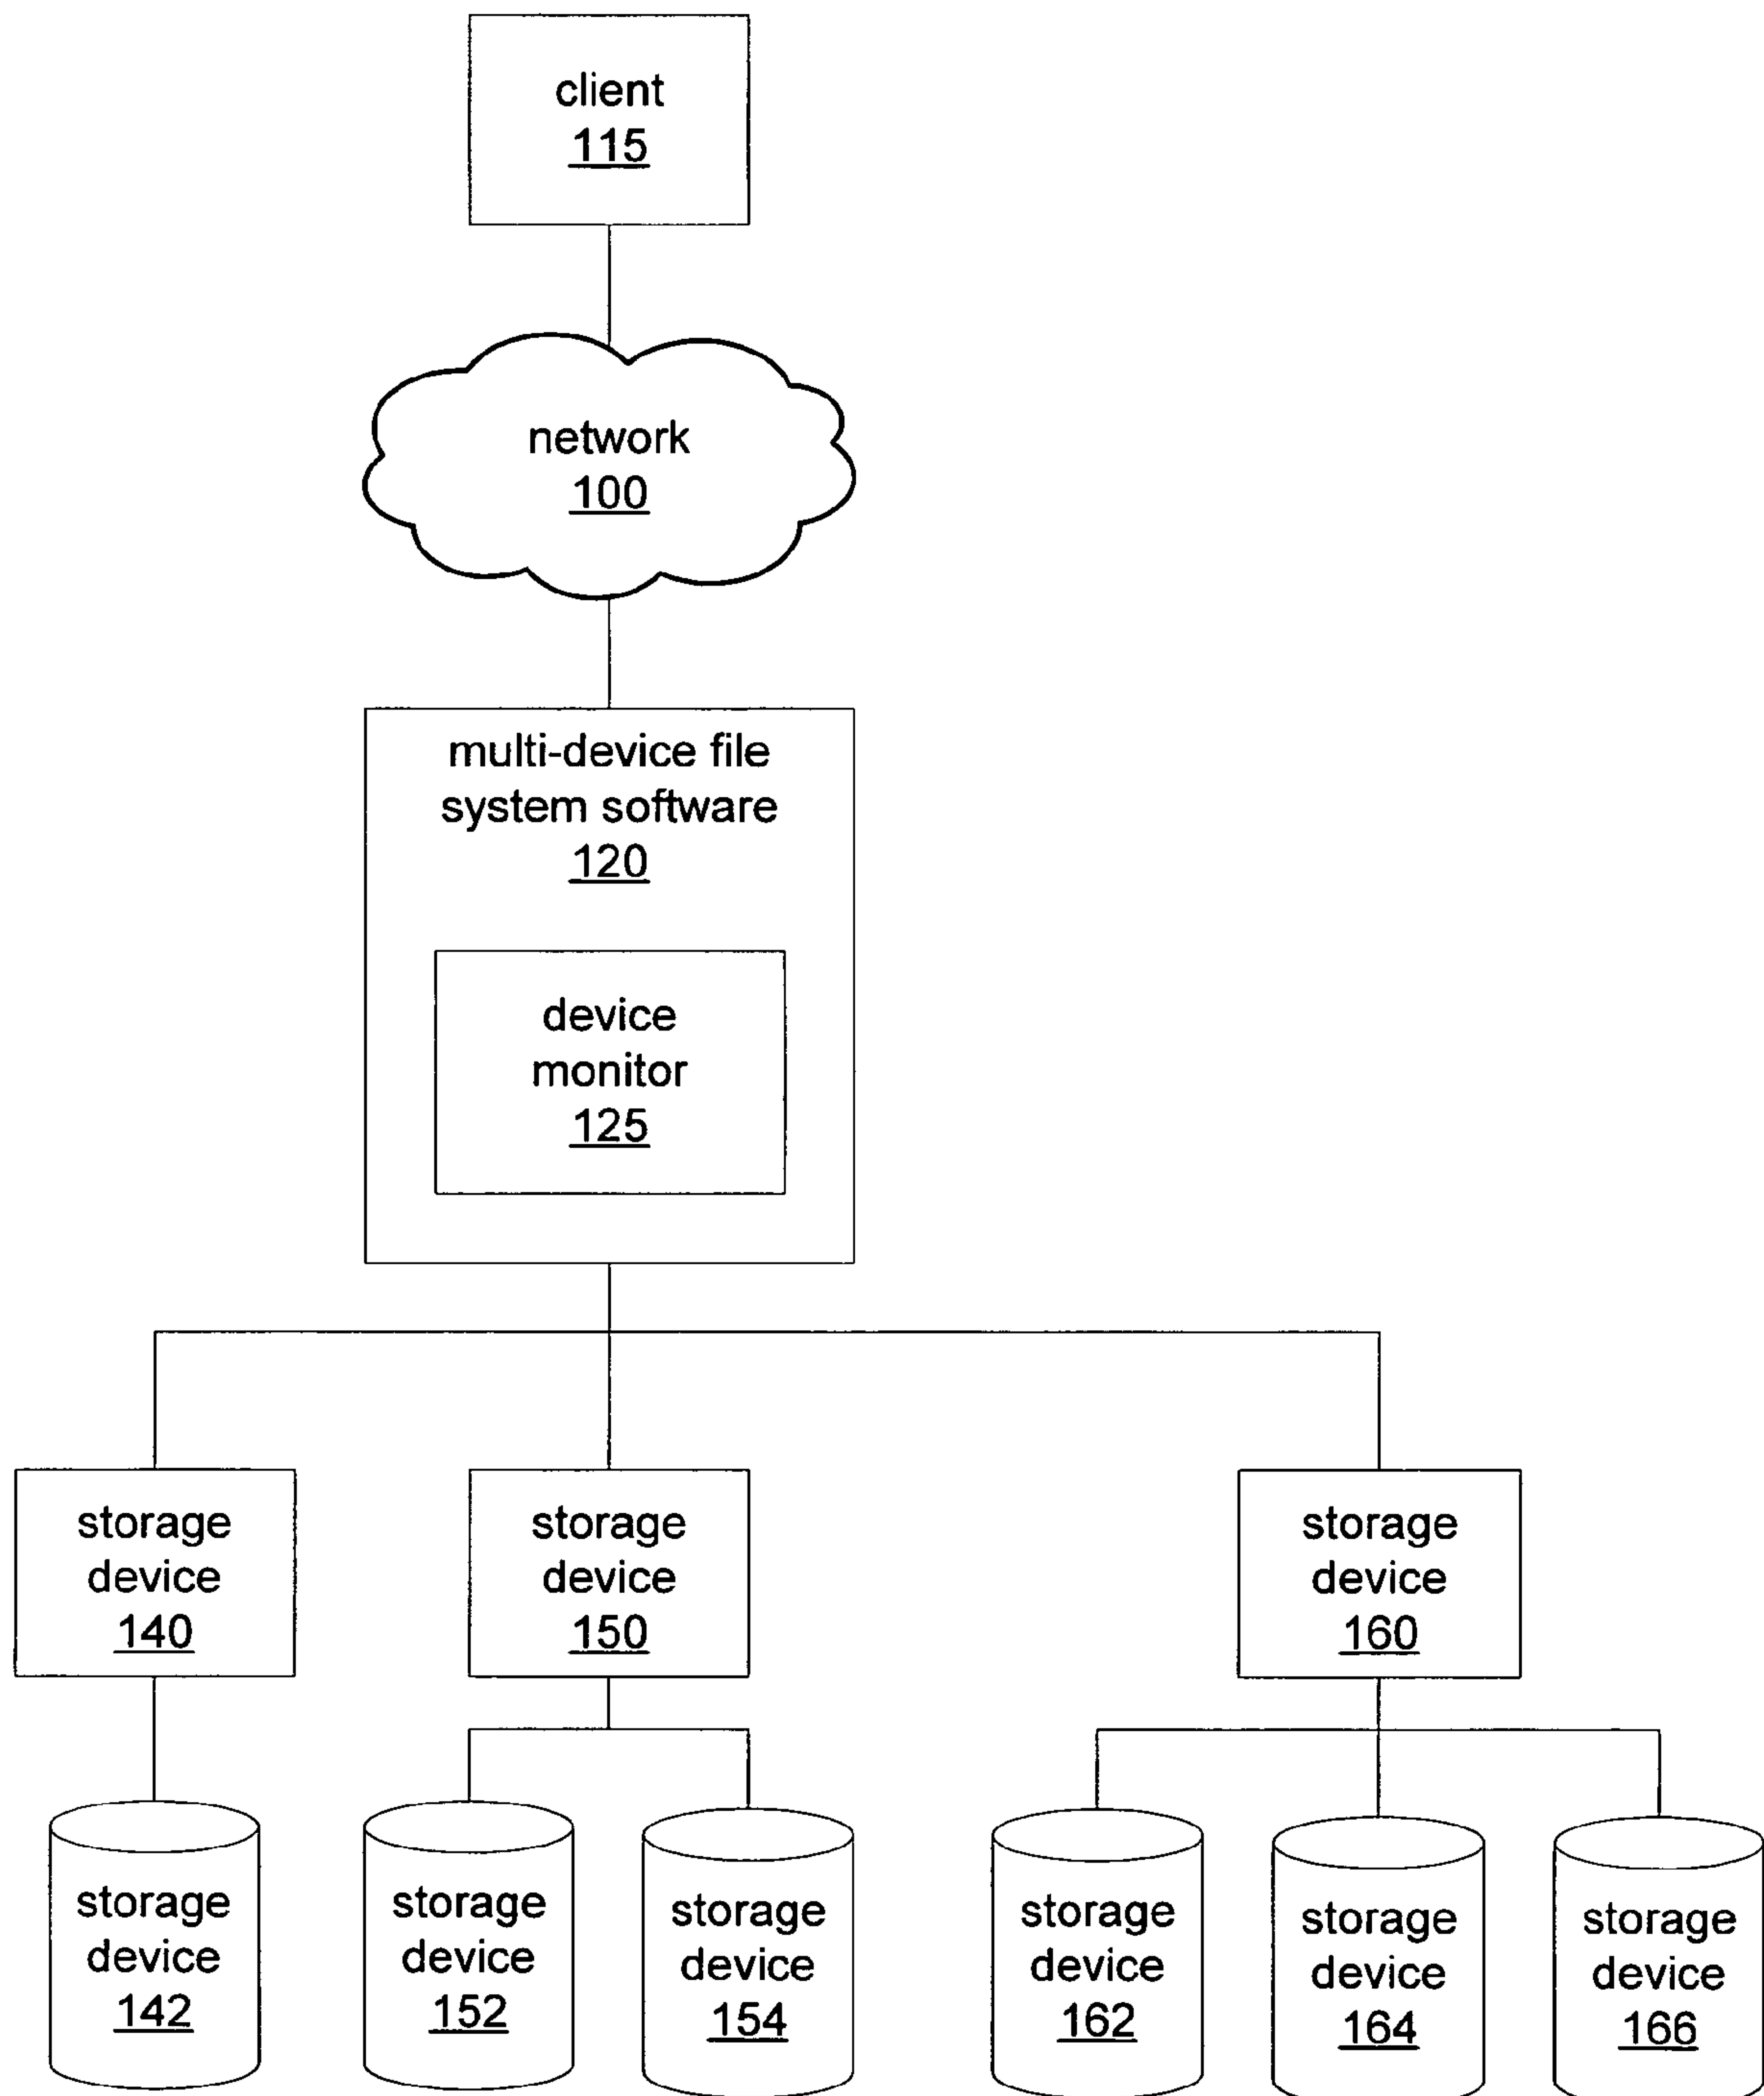 client
115
network
100
multi-device file
system software
120
device
monitor
125
storage
device
140
storage
device
150
storage
device
160
storage
device
142
storage
device
152
storage
device
154
storage
device
162
storage
device
164
storage
device
166